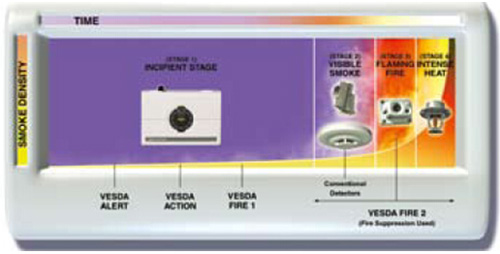 TIME
SMOKE DENSITY
(STAGE 1)
INCIPIENT STAGE
(STAGE 2)
VISIBLE
SMOKE
(STAGE 3)
FLAMING
FIRE
(STAGE 4)
INTENSE
HEAT
VESDA
ALERT
VESDA
ACTION
VESDA
FIRE 1
Conventional
Detectors
VESDA FIRE 2
(Fire Suppression Used)